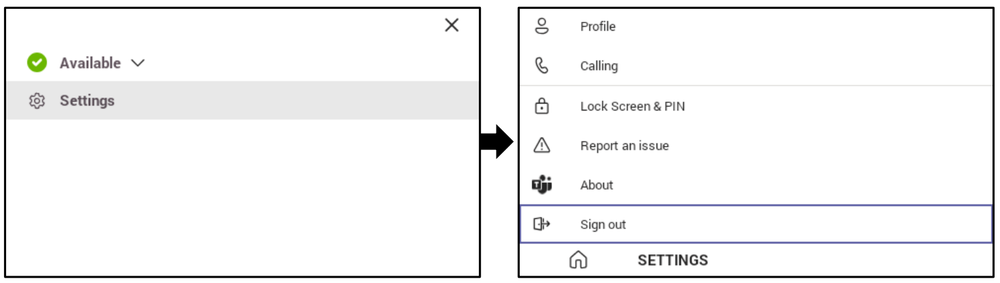 Available
Settings
Profile
Calling
Lock Screen & PIN
Report an issue
About
Sign out
SETTINGS